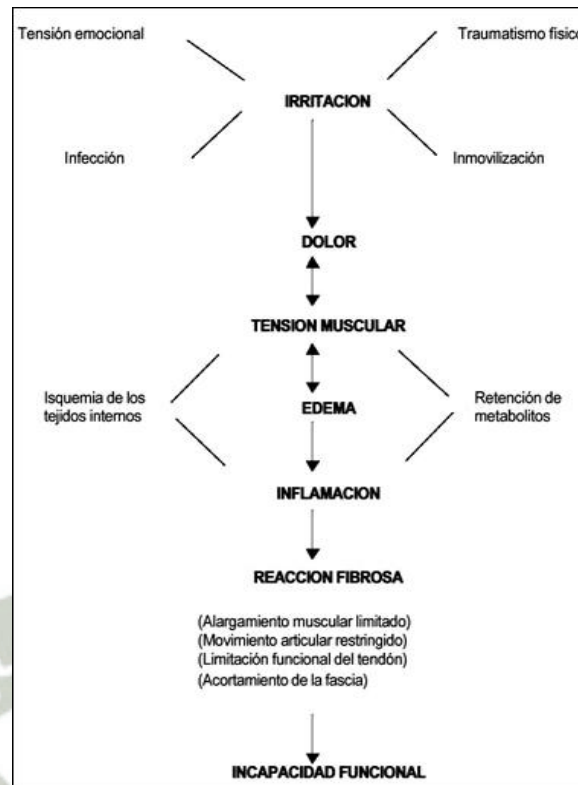 Tensión emocional
Traumatismo físico
IRRITACION
Infección
Inmovilización
DOLOR
TENSION MUSCULAR
Isquemia de los
tejidos internos
Retención de
metabolitos
EDEMA
INFLAMACION
REACCION FIBROSA
(Alargamiento muscular limitado)
(Movimiento articular restringido)
(Limitación funcional del tendón)
(Acortamiento de la fascia)
INCAPACIDAD FUNCIONAL